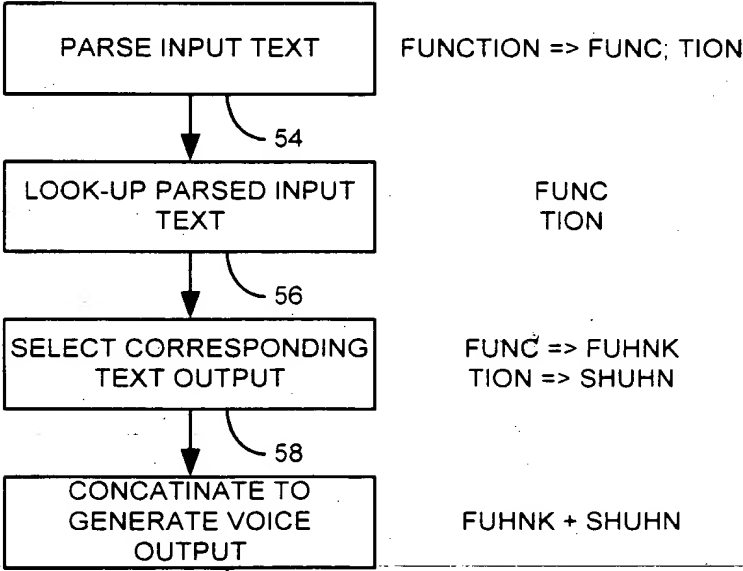 PARSE INPUT TEXT
FUNCTION => FUNC; TION
54
LOOK-UP PARSED INPUT
TEXT
FUNC
TION
56
SELECT CORRESPONDING
TEXT OUTPUT
FUNC => FUHNK
TION => SHUHN
58
CONCATINATE TO
GENERATE VOICE
OUTPUT
FUHNK + SHUHN